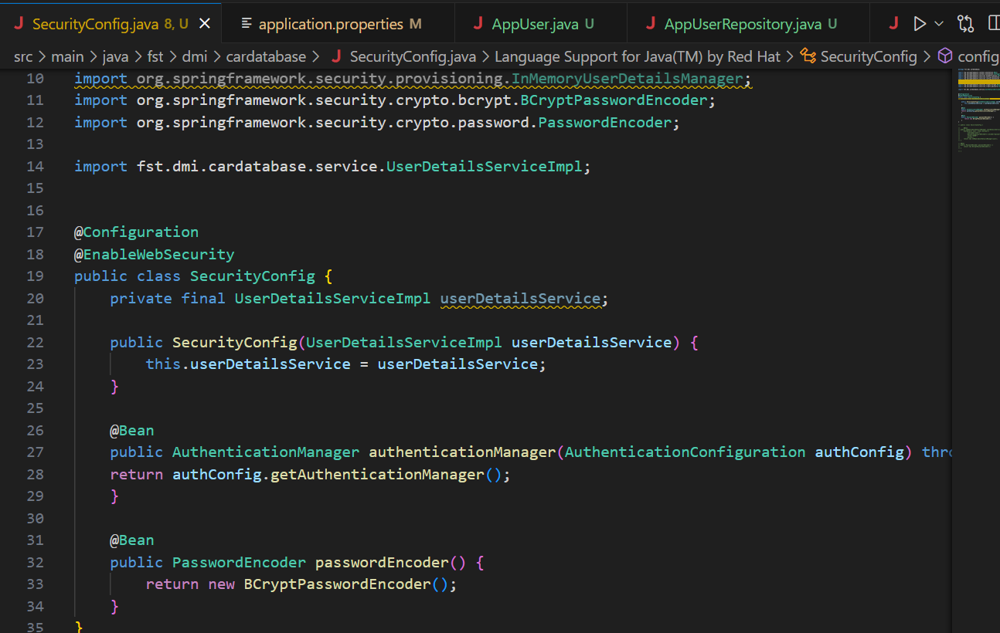 SecurityConfig.java 8, U application.properties M AppUser.java U AppUserRepository.java U
src > main > java > fst > dmi > cardatabase > SecurityConfig.java > Language Support for Java(TM) by Red Hat > SecurityConfig > config
10 import org.springframework.security.provisioning.InMemoryUserDetailsManager;
11 import org.springframework.security.crypto.bcrypt.BCryptPasswordEncoder;
12 import org.springframework.security.crypto.password.PasswordEncoder;
13
14 import fst.dmi.cardatabase.service.UserDetailsServiceImpl;
15
16
17 @Configuration
18 @EnableWebSecurity
19 public class SecurityConfig {
20 private final UserDetailsServiceImpl userDetailsService;
21
22 public SecurityConfig(UserDetailsServiceImpl userDetailsService) {
23 this.userDetailsService = userDetailsService;
24 }
25
26 @Bean
27 public AuthenticationManager authenticationManager(AuthenticationConfiguration authConfig) thro
28 return authConfig.getAuthenticationManager();
29 }
30
31 @Bean
32 public PasswordEncoder passwordEncoder() {
33 return new BCryptPasswordEncoder();
34 }
35 }